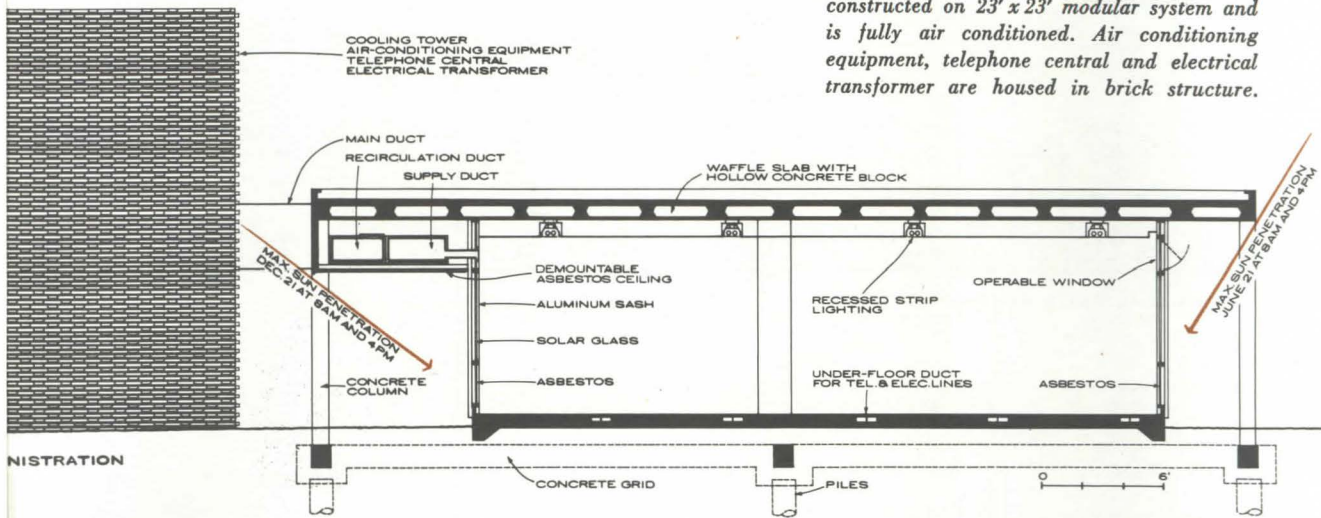 constructed on 23' x 23' modular system and
is fully air conditioned. Air conditioning
equipment, telephone central and electrical
transformer are housed in brick structure.
COOLING TOWER
AIR-CONDITIONING EQUIPMENT
TELEPHONE CENTRAL
ELECTRICAL TRANSFORMER
MAIN DUCT
RECIRCULATION DUCT
SUPPLY DUCT
WAFFLE SLAB WITH
HOLLOW CONCRETE BLOCK
MAX. SUN PENETRATION
DEC. 21 AT 8AM AND 4PM
DEMOUNTABLE
ASBESTOS CEILING
ALUMINUM SASH
SOLAR GLASS
ASBESTOS
CONCRETE
COLUMN
RECESSED STRIP
LIGHTING
OPERABLE WINDOW
MAX. SUN PENETRATION
JUNE 21 AT 8AM AND 4PM
UNDER-FLOOR DUCT
FOR TEL. & ELEC. LINES
ASBESTOS
NISTRATION
CONCRETE GRID
PILES
0 6'